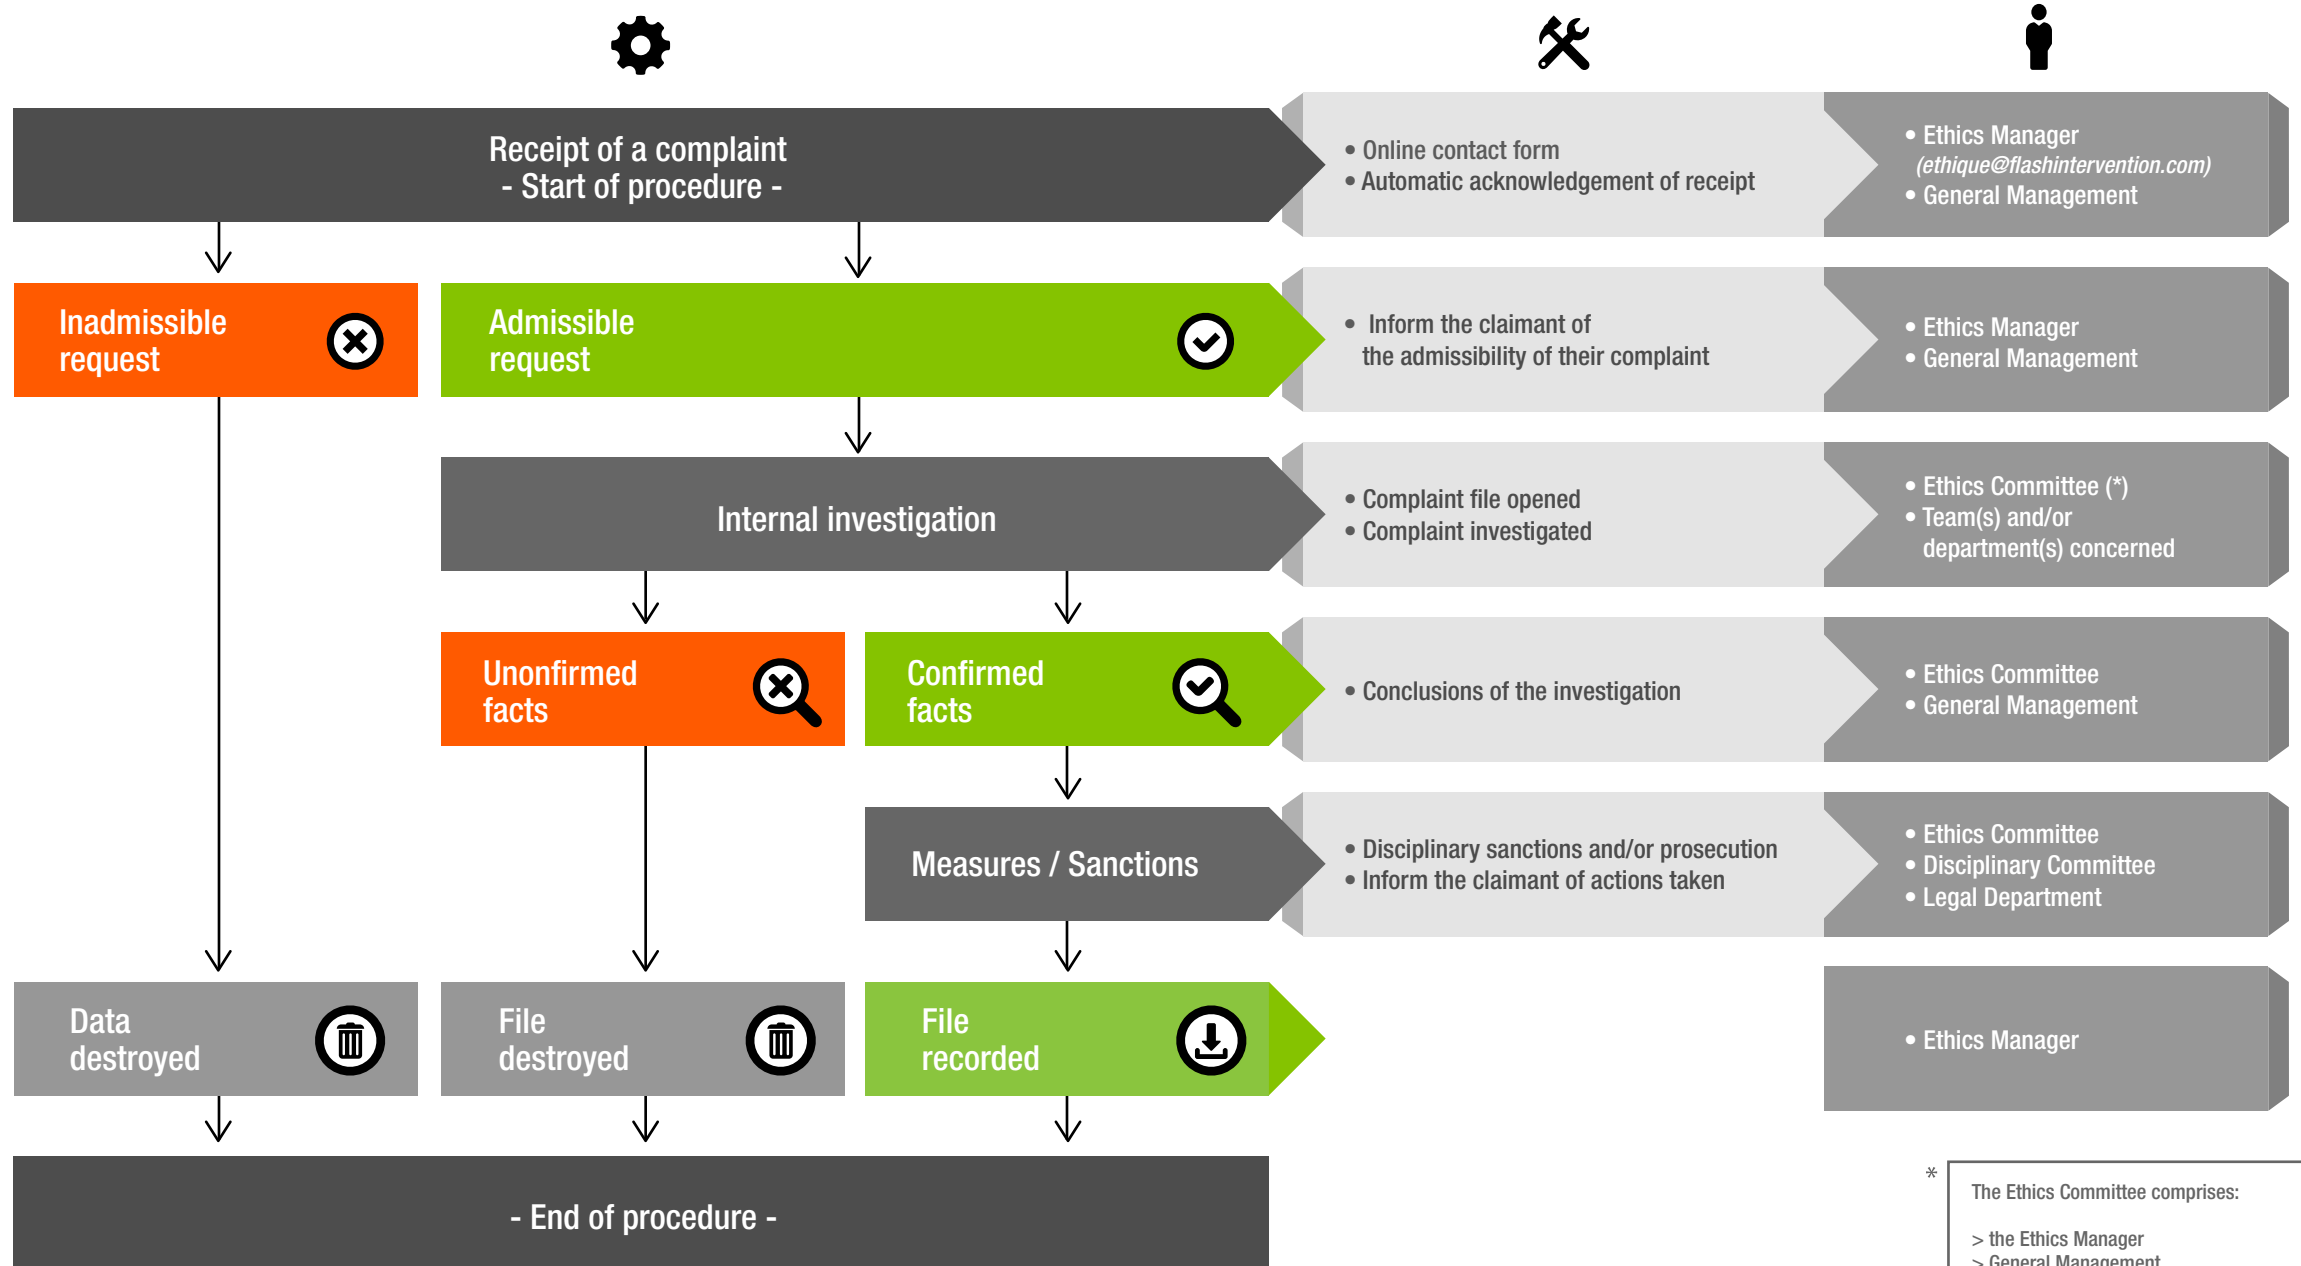 Receipt of a complaint
- Start of procedure -
• Online contact form
• Automatic acknowledgement of receipt
• Ethics Manager
(ethique@flashintervention.com)
• General Management
Inadmissible
request
Admissible
request
• Inform the claimant of
the admissibility of their complaint
• Ethics Manager
• General Management
Internal investigation
• Complaint file opened
• Complaint investigated
• Ethics Committee (*)
• Team(s) and/or
department(s) concerned
Unonfirmed
facts
Confirmed
facts
• Conclusions of the investigation
• Ethics Committee
• General Management
Measures / Sanctions
• Disciplinary sanctions and/or prosecution
• Inform the claimant of actions taken
• Ethics Committee
• Disciplinary Committee
• Legal Department
Data
destroyed
File
destroyed
File
recorded
• Ethics Manager
- End of procedure -
*
The Ethics Committee comprises:
> the Ethics Manager
> General Management